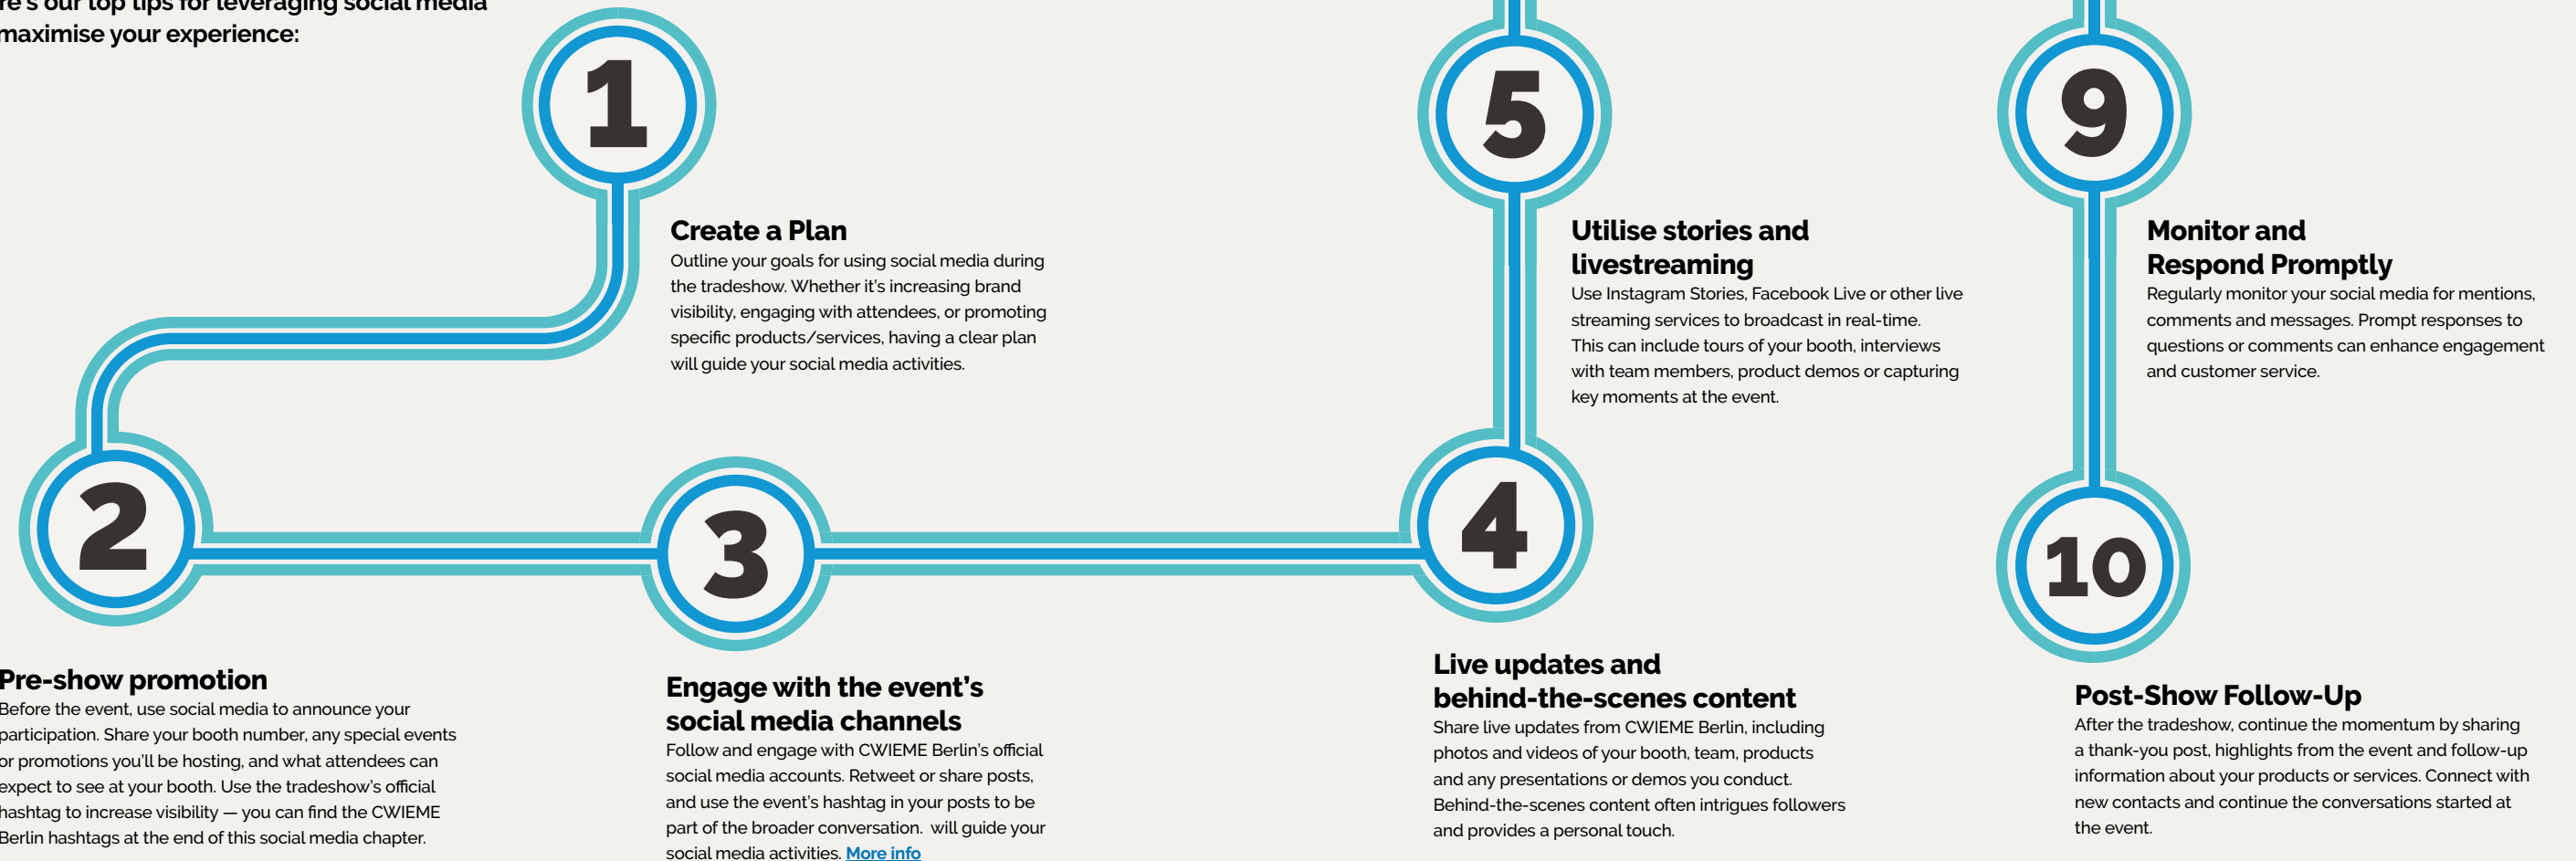 re's our top tips for leveraging social media
maximise your experience:
1
Create a Plan
Outline your goals for using social media during
the tradeshow. Whether it's increasing brand
visibility, engaging with attendees, or promoting
specific products/services, having a clear plan
will guide your social media activities.
2
Pre-show promotion
Before the event, use social media to announce your
participation. Share your booth number, any special events
or promotions you'll be hosting, and what attendees can
expect to see at your booth. Use the tradeshow's official
hashtag to increase visibility — you can find the CWIEME
Berlin hashtags at the end of this social media chapter.
3
Engage with the event's
social media channels
Follow and engage with CWIEME Berlin's official
social media accounts. Retweet or share posts,
and use the event's hashtag in your posts to be
part of the broader conversation.  will guide your
social media activities. More info
4
Live updates and
behind-the-scenes content
Share live updates from CWIEME Berlin, including
photos and videos of your booth, team, products
and any presentations or demos you conduct.
Behind-the-scenes content often intrigues followers
and provides a personal touch.
5
Utilise stories and
livestreaming
Use Instagram Stories, Facebook Live or other live
streaming services to broadcast in real-time.
This can include tours of your booth, interviews
with team members, product demos or capturing
key moments at the event.
9
Monitor and
Respond Promptly
Regularly monitor your social media for mentions,
comments and messages. Prompt responses to
questions or comments can enhance engagement
and customer service.
10
Post-Show Follow-Up
After the tradeshow, continue the momentum by sharing
a thank-you post, highlights from the event and follow-up
information about your products or services. Connect with
new contacts and continue the conversations started at
the event.